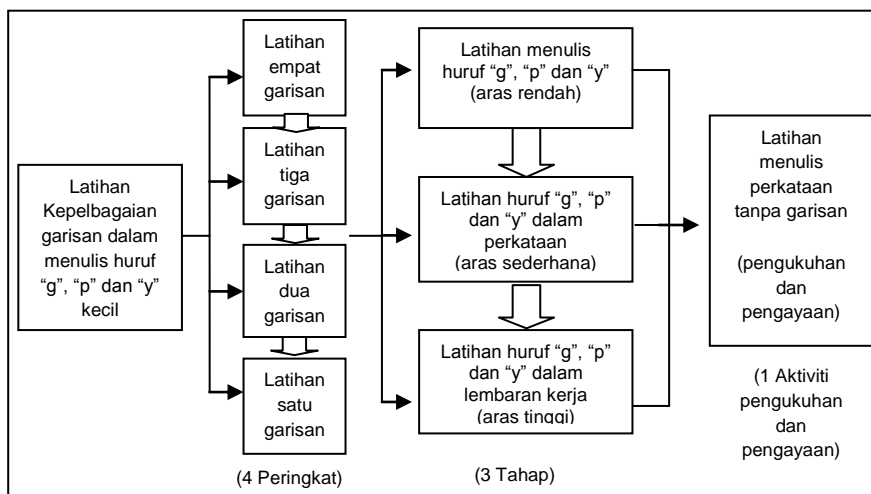 Latihan
Kepelbagaian
garisan dalam
menulis huruf
“g”, “p” dan “y”
kecil
Latihan
empat
garisan
Latihan
tiga
garisan
Latihan
dua
garisan
Latihan
satu
garisan
(4 Peringkat)
Latihan menulis
huruf “g”, “p” dan “y”
(aras rendah)
Latihan huruf “g”, “p”
dan “y” dalam
perkataan
(aras sederhana)
Latihan huruf “g”, “p”
dan “y” dalam
lembaran kerja
(aras tinggi)
(3 Tahap)
Latihan
menulis
perkataan
tanpa garisan
(pengukuhan
dan
pengayaan)
(1 Aktiviti
pengukuhan
dan
pengayaan)